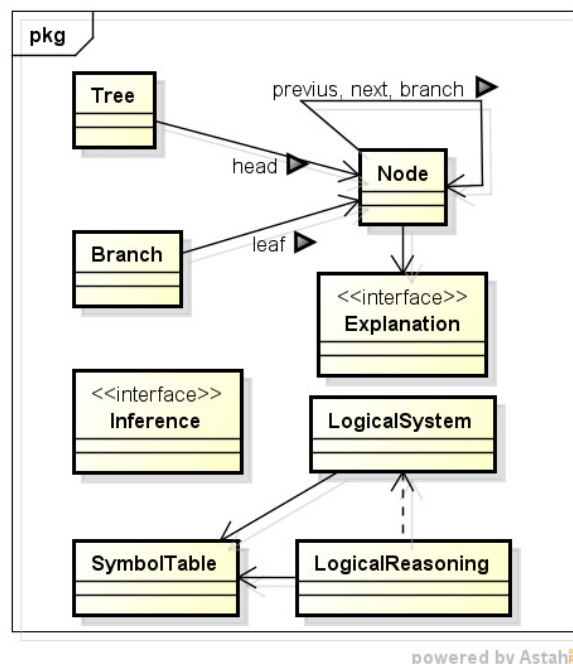 pkg
Tree
previus, next, branch
head
Node
Branch
leaf
<<interface>>
Explanation
<<interface>>
Inference
LogicalSystem
SymbolTable
LogicalReasoning
powered by Astah